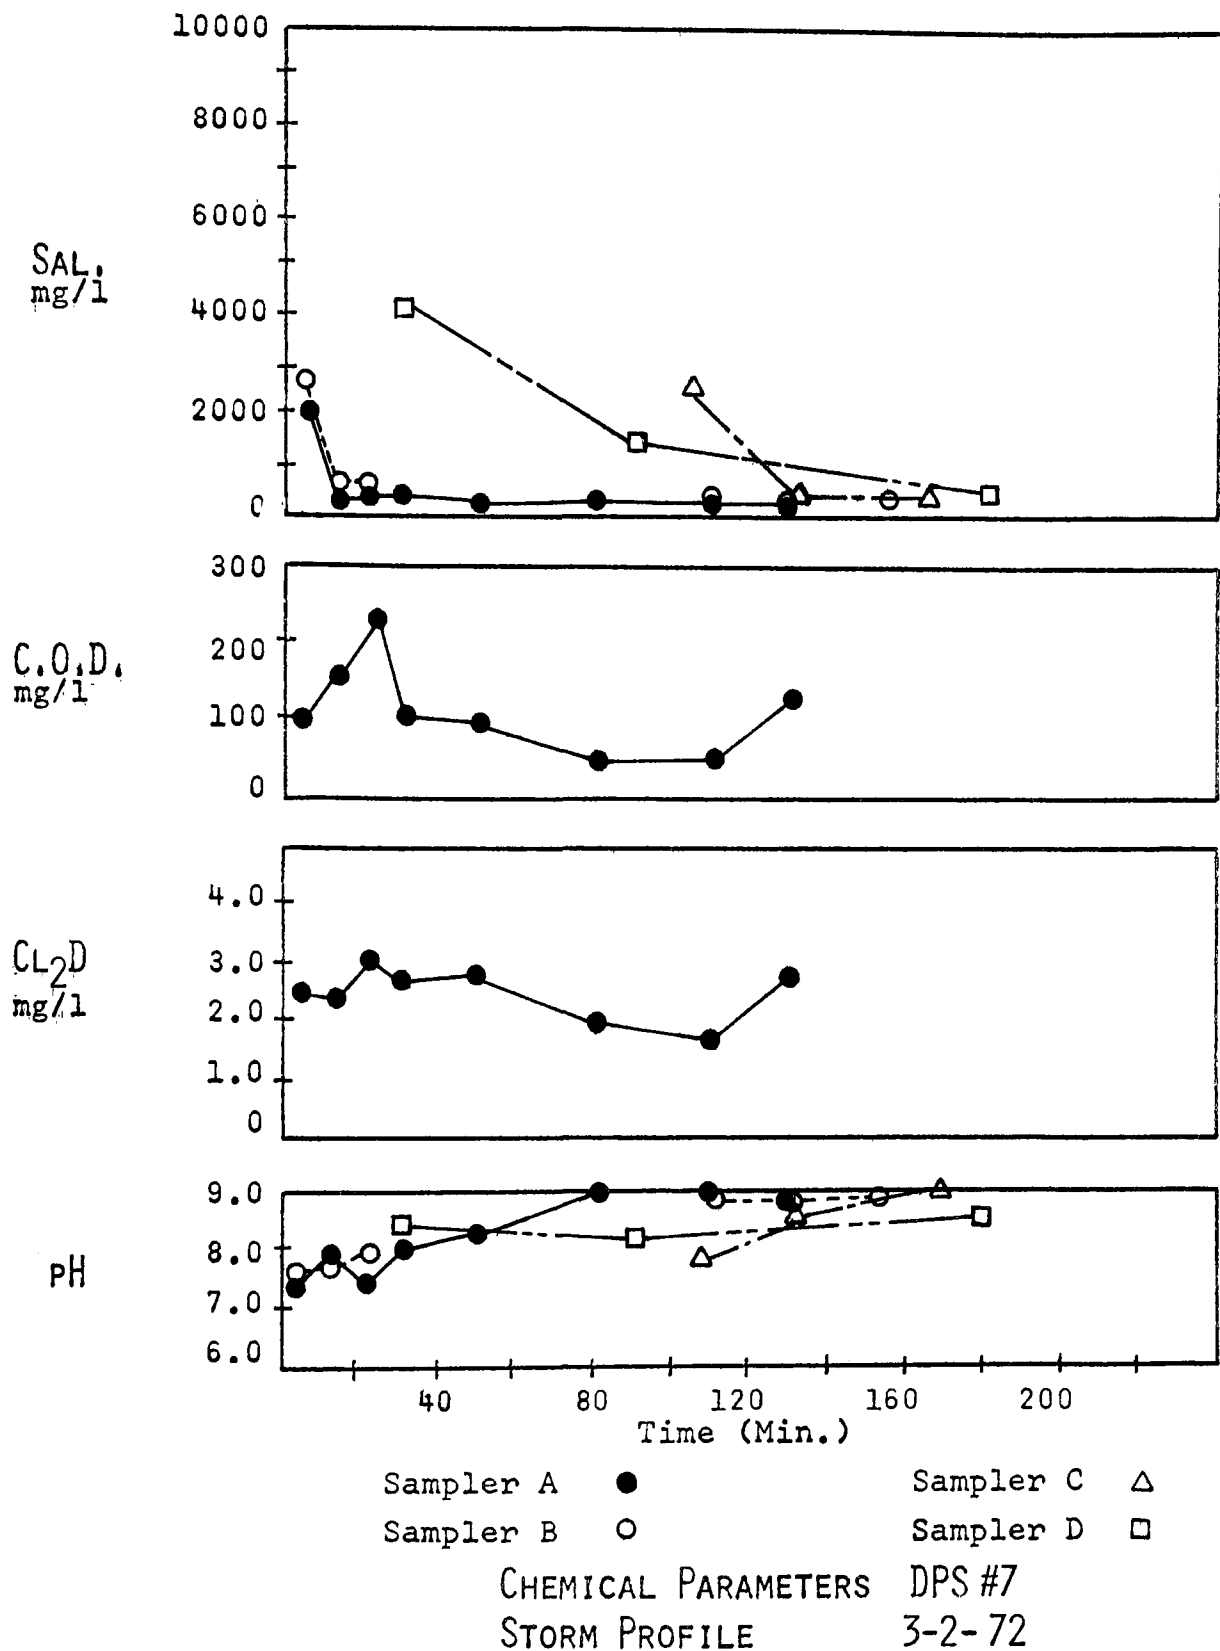 10000
8000
6000
SAL.
mg/l
4000
2000
0
300
200
C.O.D.
mg/l
100
0
4.0
CL2D
3.0
mg/l
2.0
1.0
0
9.0
8.0
pH
7.0
6.0
40 80 120 160 200
Time (Min.)
Sampler A Sampler C
Sampler B Sampler D
CHEMICAL PARAMETERS DPS #7
STORM PROFILE 3-2-72